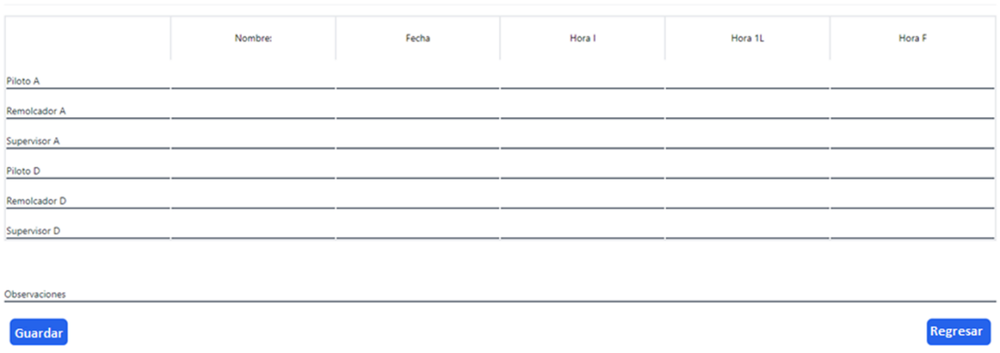 Nombre: Fecha Hora I Hora 1L Hora F
Piloto A
Remolcador A
Supervisor A
Piloto D
Remolcador D
Supervisor D
Observaciones
Guardar Regresar